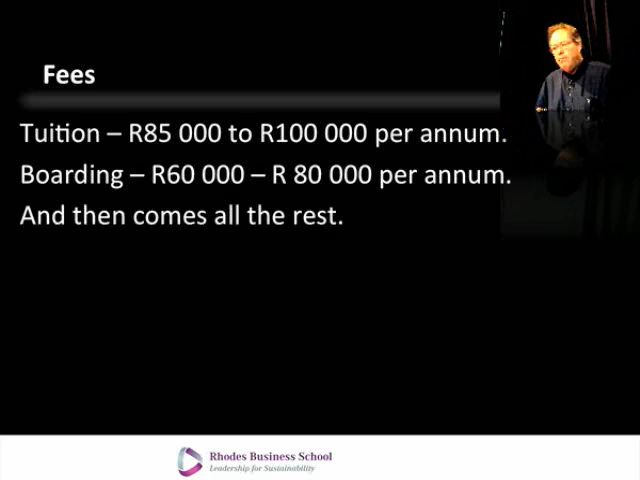 Fees
Tuition – R85 000 to R100 000 per annum.
Boarding – R60 000 – R 80 000 per annum.
And then comes all the rest.
Rhodes Business School
Leadership for Sustainability